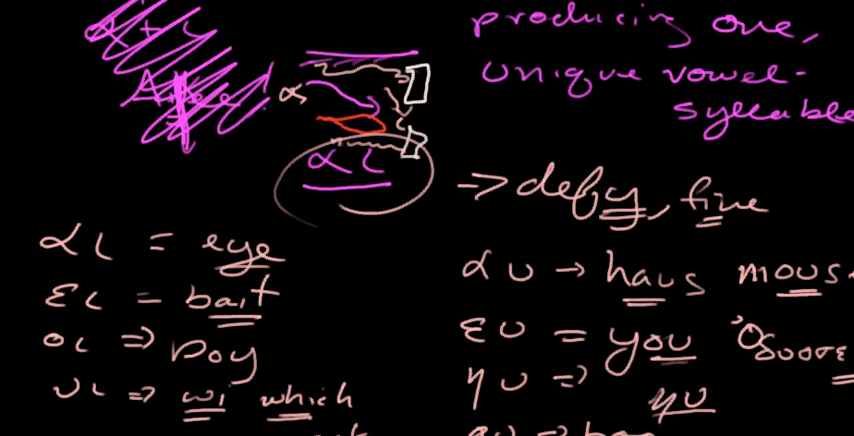 producing one,
unique vowel-
syllable
α
αι
→ defy, fine
αι = eye
ει = bait
οι ⇒ boy
υι ⇒ wi which
αυ → haus mouse
ευ = you
ηυ ⇒
ηυ